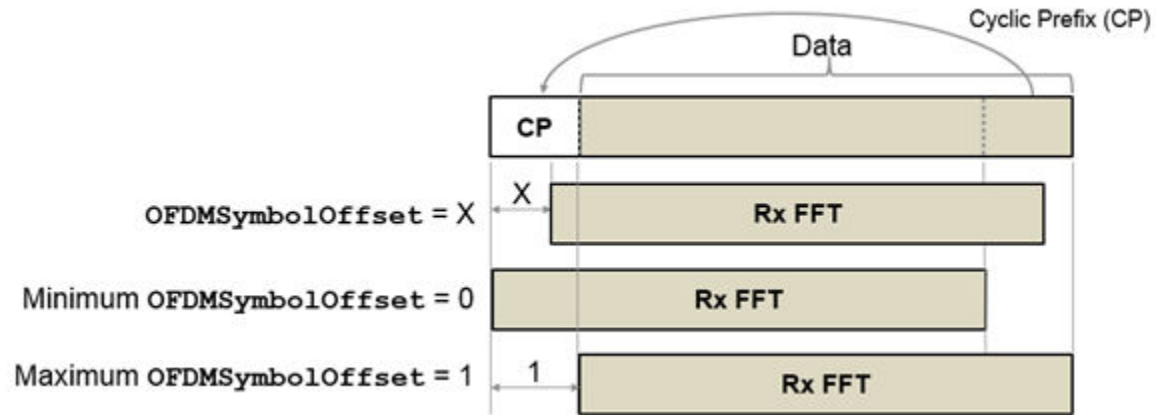 Cyclic Prefix (CP)
Data
CP
X
OFDMSymbolOffset = X
Rx FFT
Minimum OFDMSymbolOffset = 0
Rx FFT
Maximum OFDMSymbolOffset = 1
1
Rx FFT